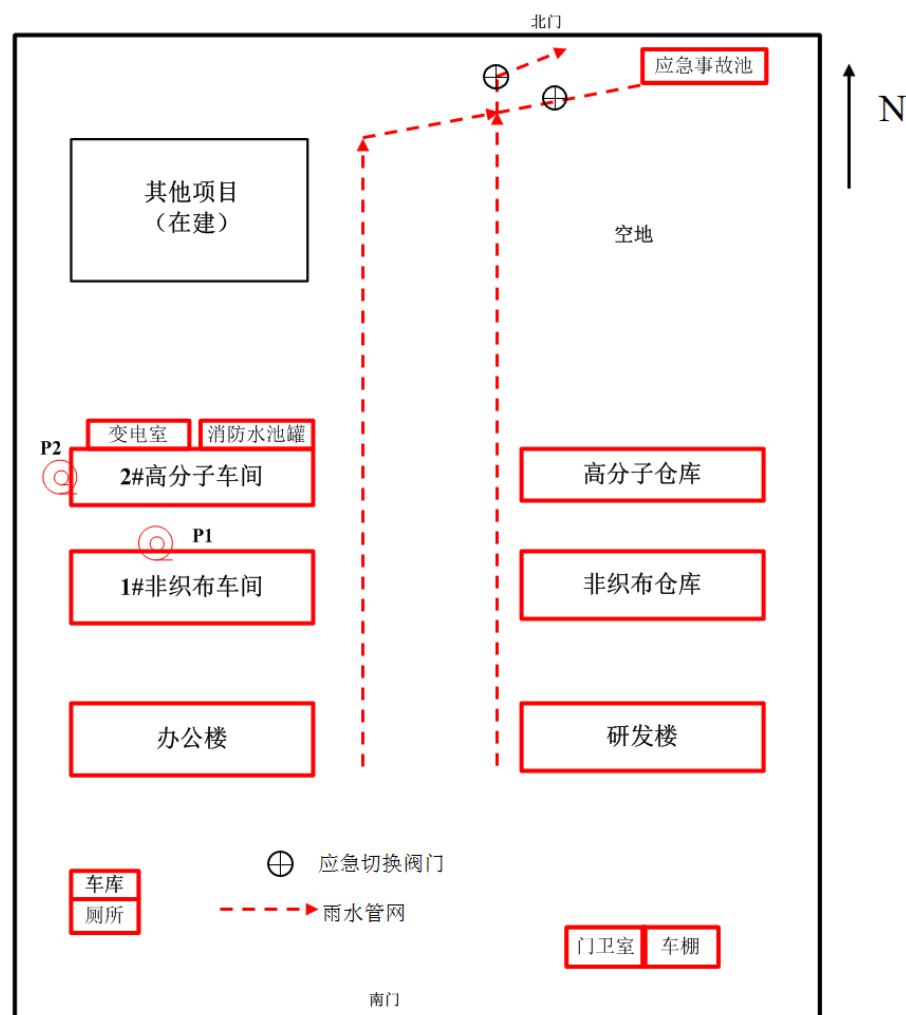 北门
应急事故池
N
其他项目
（在建）
空地
变电室
消防水池罐
P2
2#高分子车间
高分子仓库
P1
1#非织布车间
非织布仓库
办公楼
研发楼
应急切换阀门
车库
厕所
雨水管网
门卫室
车棚
南门